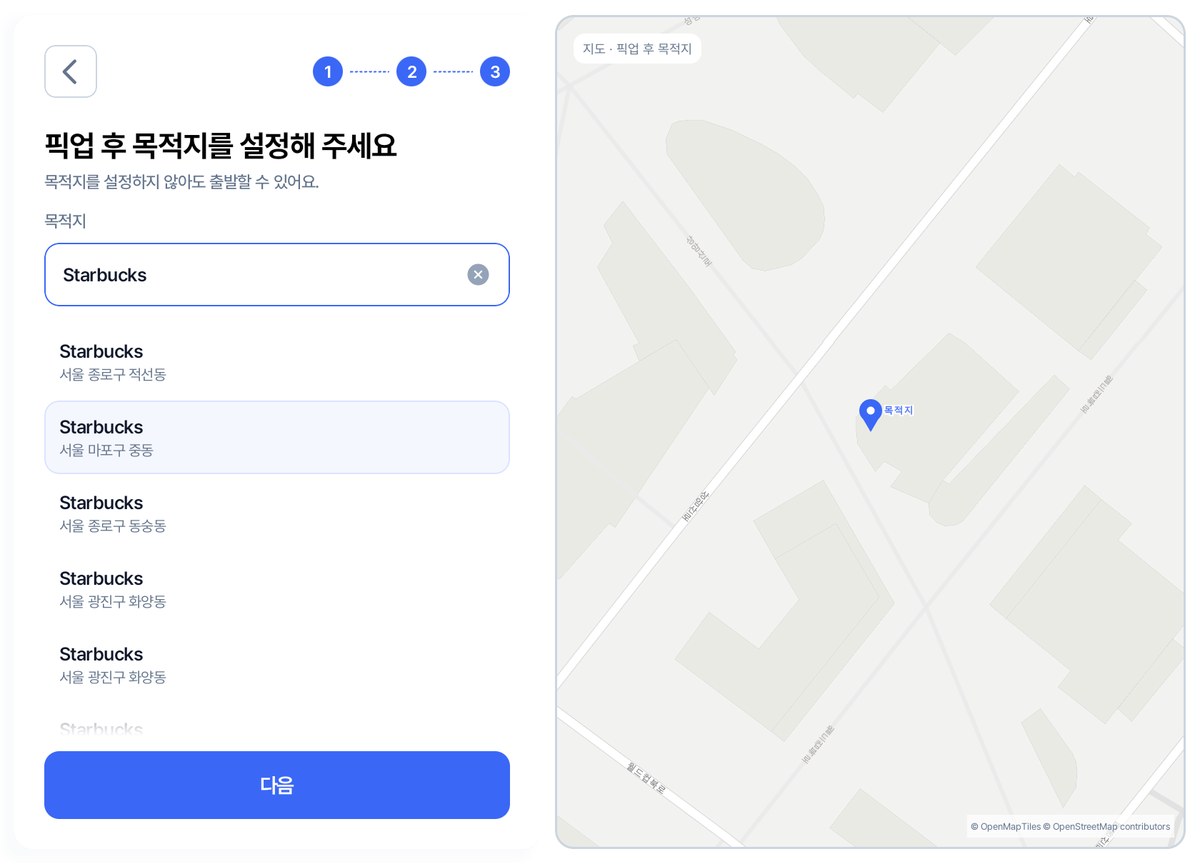 1
2
3
픽업 후 목적지를 설정해 주세요
목적지를 설정하지 않아도 출발할 수 있어요.
목적지
Starbucks
Starbucks
서울 종로구 적선동
Starbucks
서울 마포구 중동
Starbucks
서울 종로구 동숭동
Starbucks
서울 광진구 화양동
Starbucks
서울 광진구 화양동
Starbucks
다음
지도 · 픽업 후 목적지
목적지
성암산로
월드컵북로
© OpenMapTiles © OpenStreetMap contributors